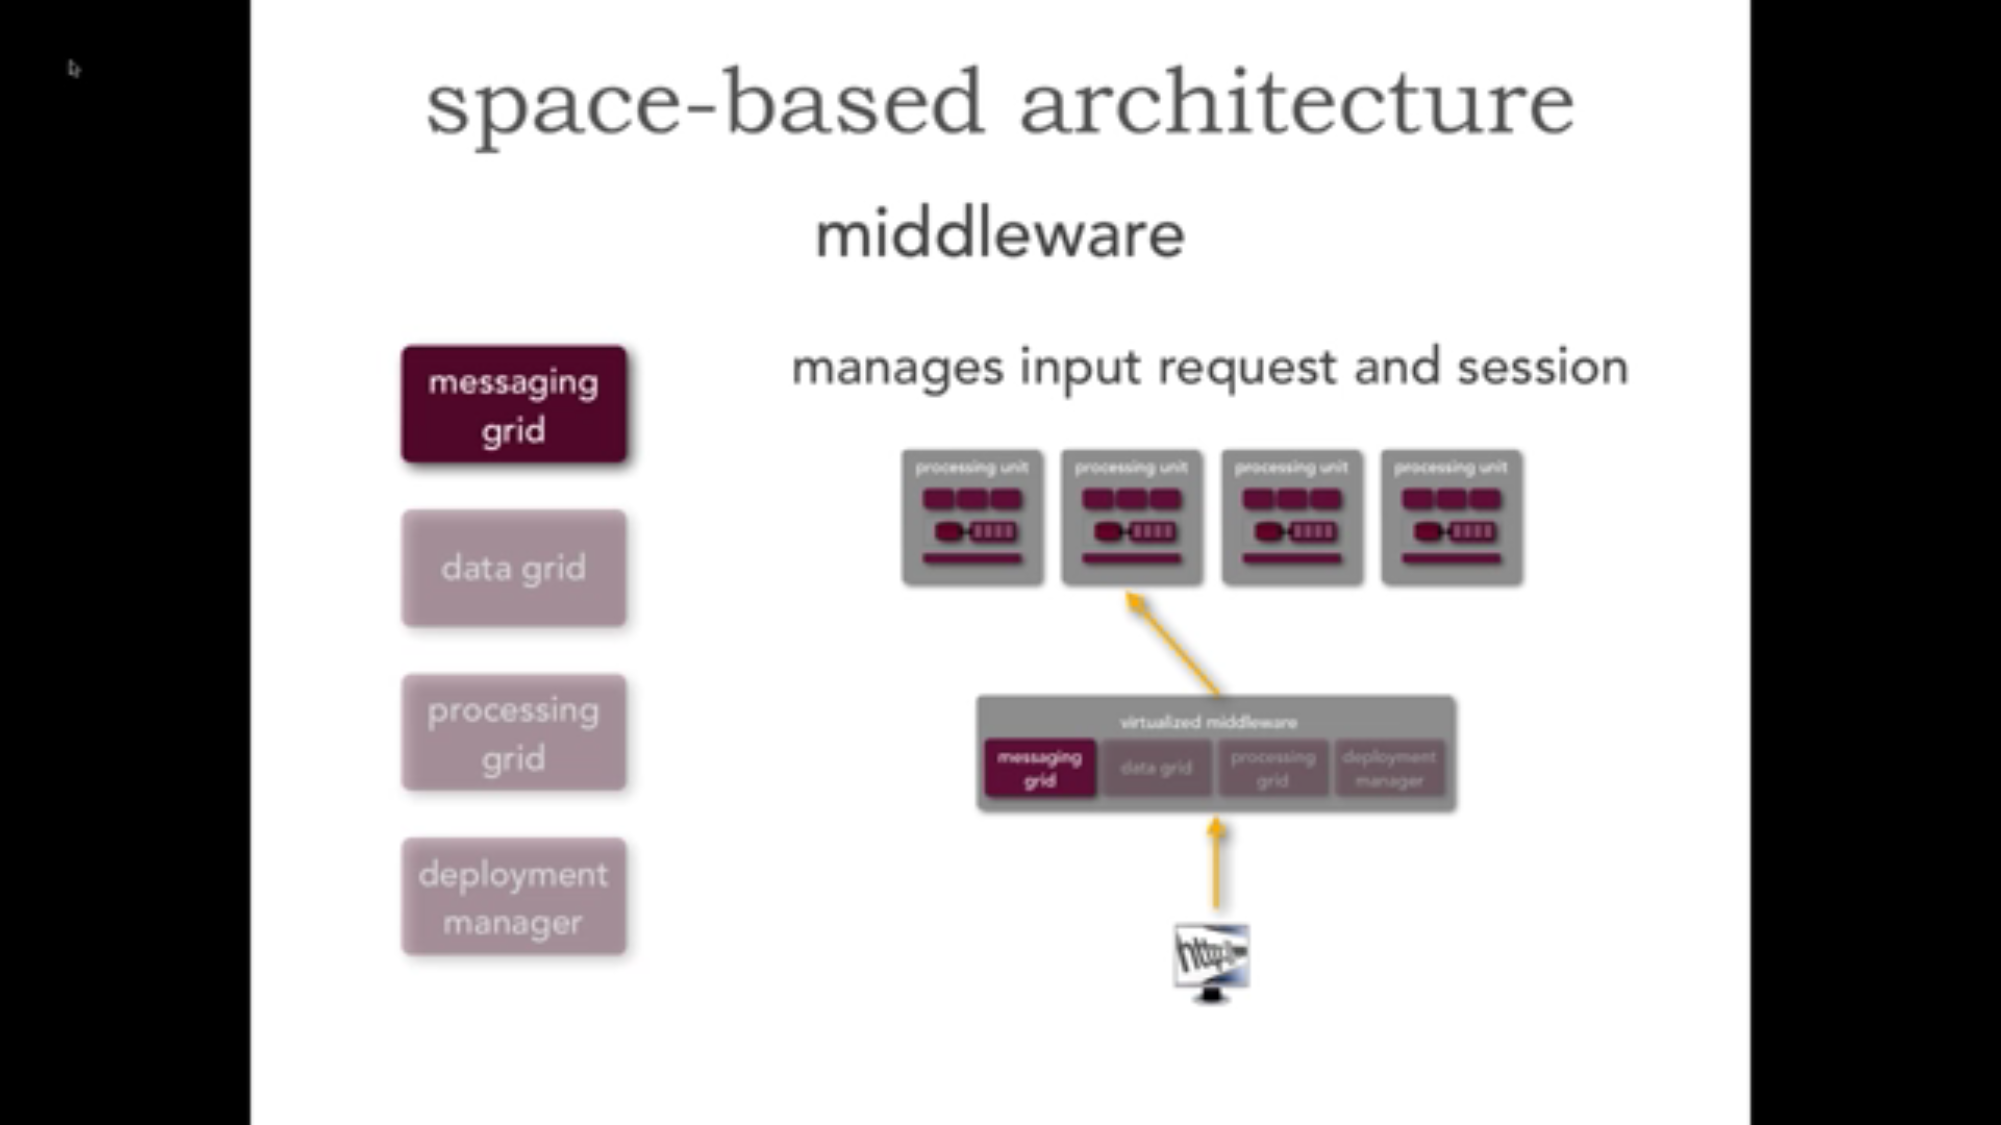 space-based architecture
middleware
messaging
grid
data grid
processing
grid
deployment
manager
manages input request and session
processing unit
processing unit
processing unit
processing unit
virtualized middleware
messaging
grid
data grid
processing
grid
deployment
manager